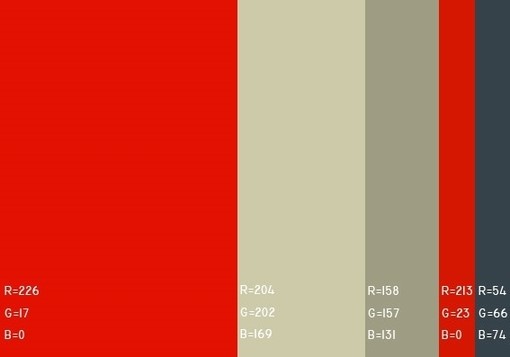 R=226
G=17
B=0
R=204
G=202
B=169
R=158
G=157
B=131
R=213
G=23
B=0
R=54
G=66
B=74